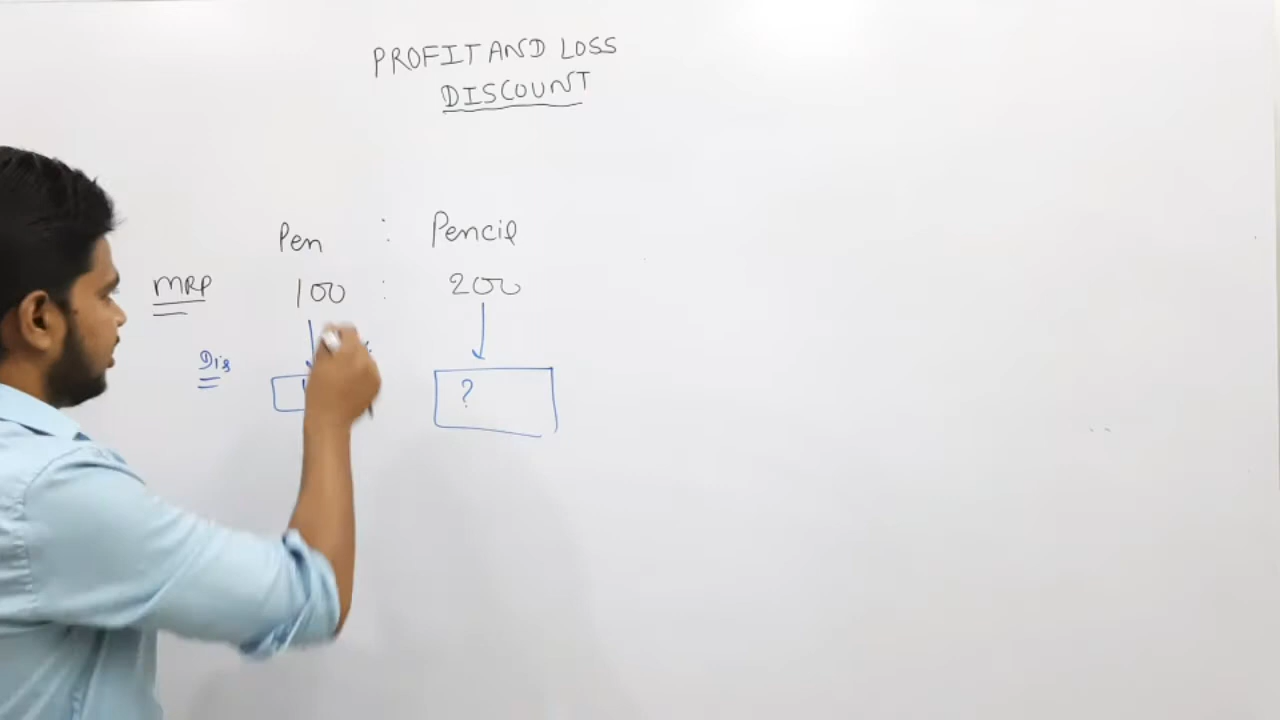 PROFIT AND LOSS
DISCOUNT
Pen : Pencil
MRP 100 : 200
Dis ?